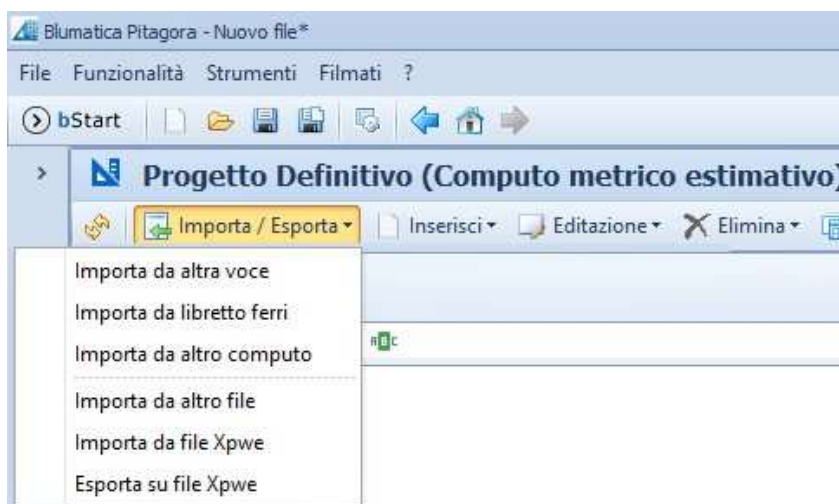 Blumatica Pitagora - Nuovo file*
File Funzionalità Strumenti Filmati ?
bStart
Progetto Definitivo (Computo metrico estimativo)
Importa / Esporta Inserisci Editazione Elimina
Importa da altra voce
Importa da libretto ferri
ABC
Importa da altro computo
Importa da altro file
Importa da file Xpwe
Esporta su file Xpwe